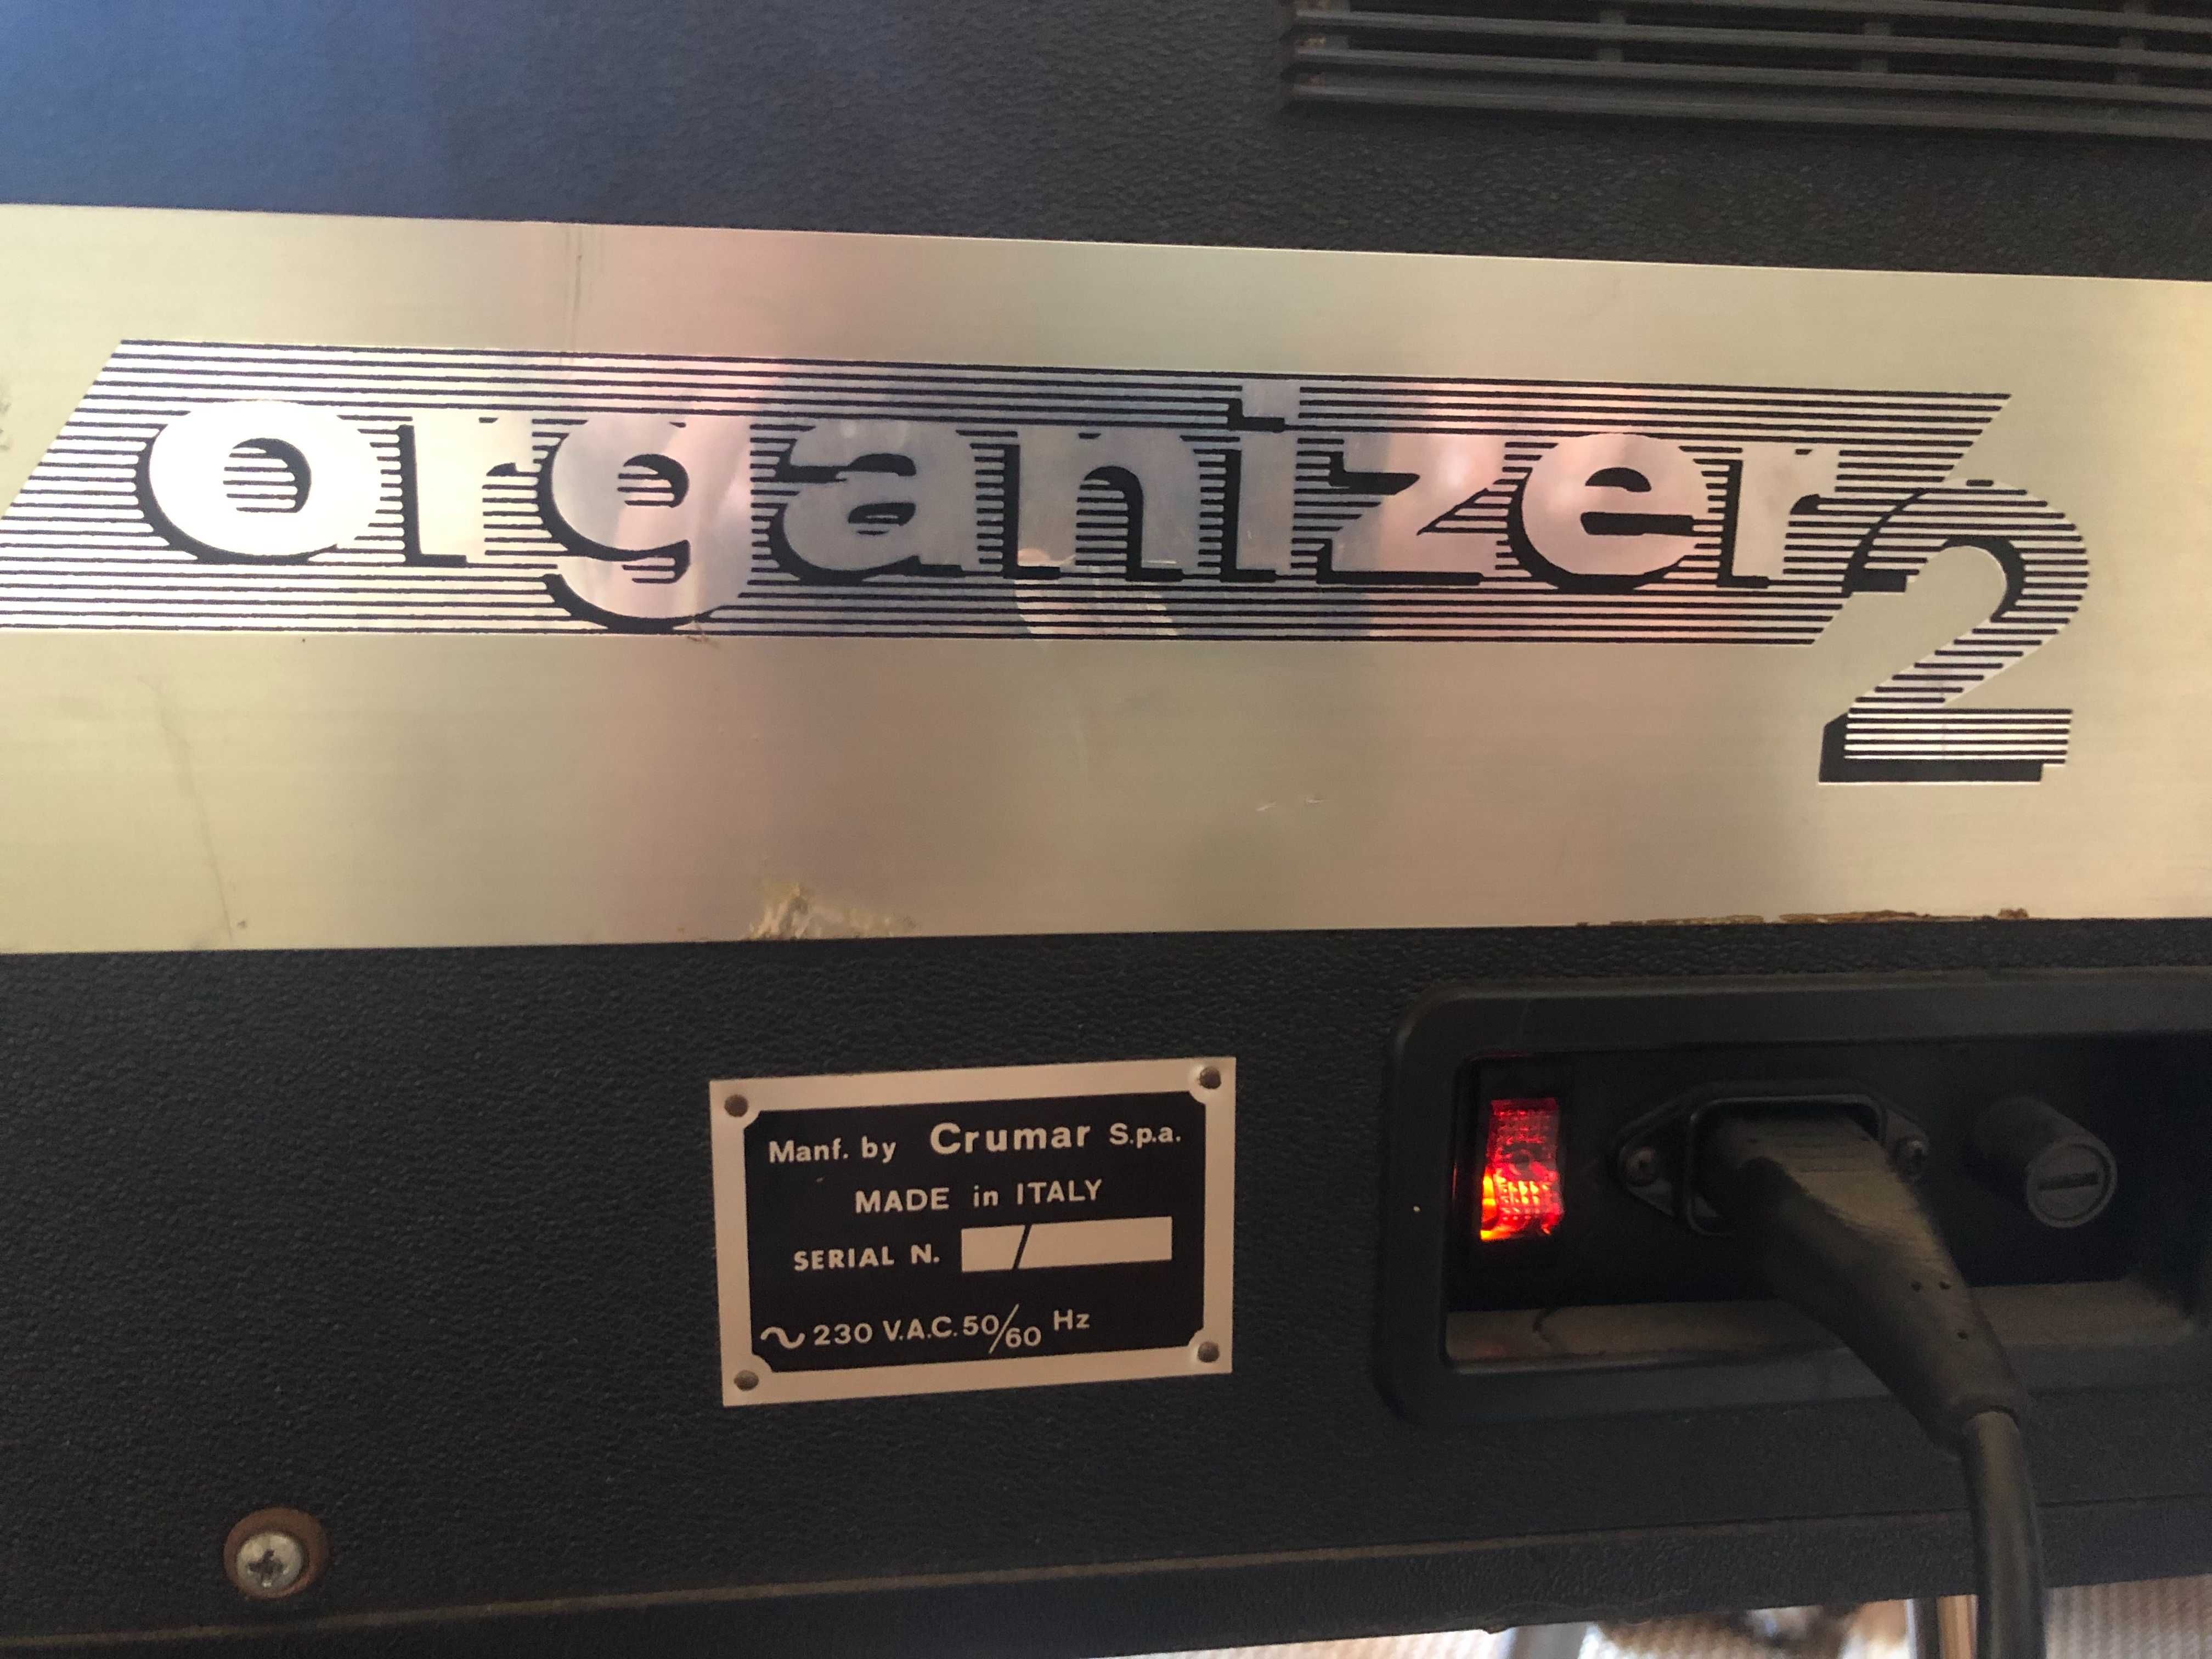 organizer 2
Manf. by Crumar S.p.a.
MADE in ITALY
SERIAL N. /
~ 230 V.A.C. 50/60 Hz